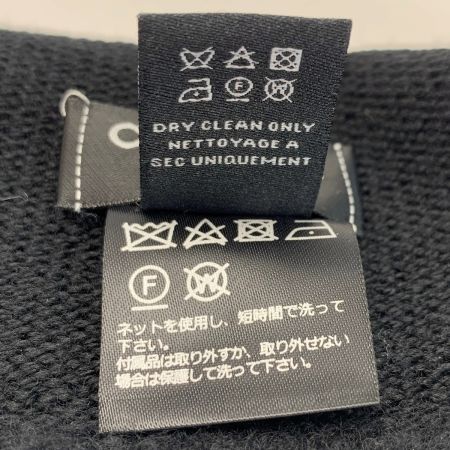 F W
DRY CLEAN ONLY
NETTOYAGE A
SEC UNIQUEMENT
F W
ネットを使用し、短時間で洗って
下さい。
付属品は取り外すか、取り外せない
場合は保護して洗って下さい。